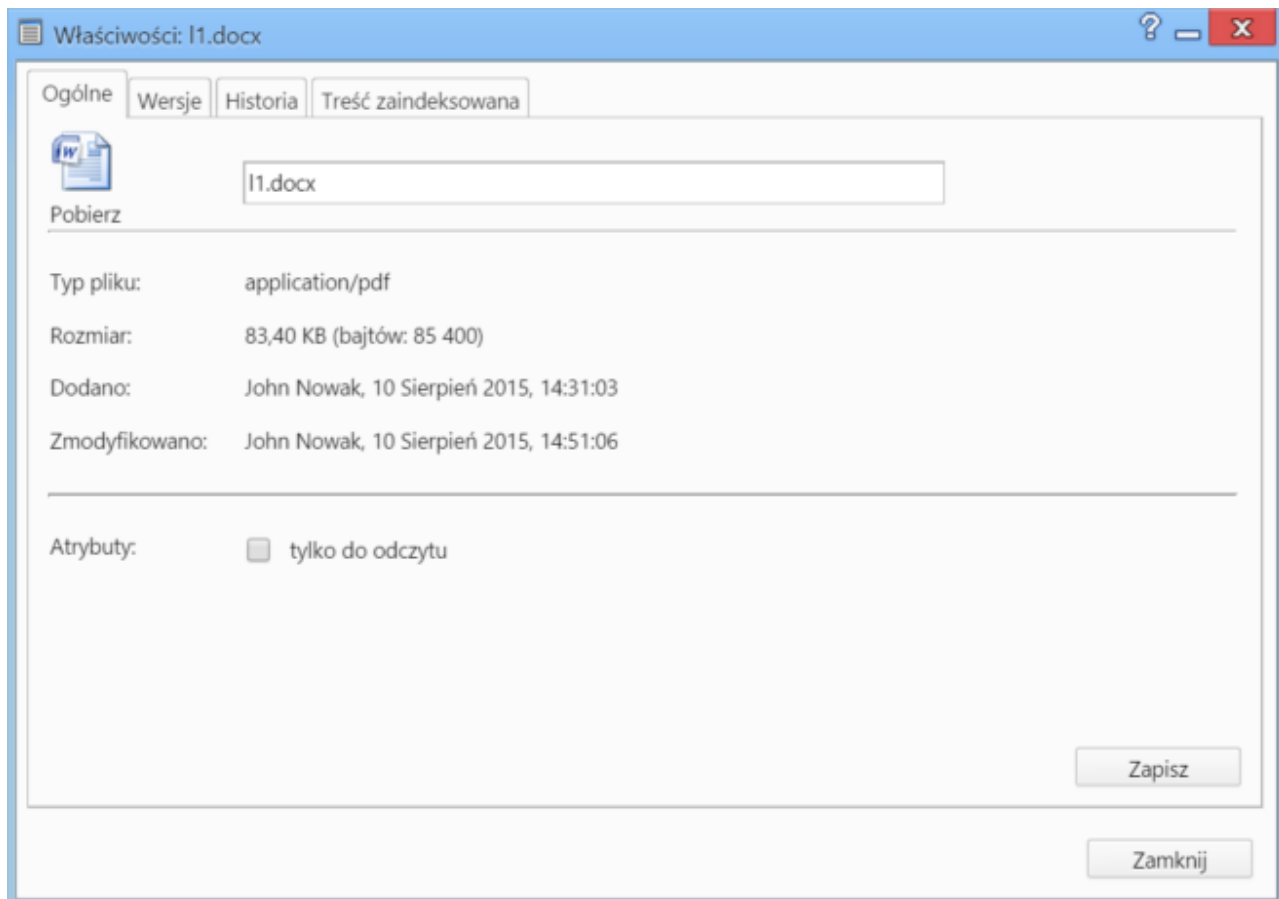 Właściwości: l1.docx
Ogólne Wersje Historia Treść zaindeksowana
l1.docx
Pobierz
Typ pliku: application/pdf
Rozmiar: 83,40 KB (bajtów: 85 400)
Dodano: John Nowak, 10 Sierpień 2015, 14:31:03
Zmodyfikowano: John Nowak, 10 Sierpień 2015, 14:51:06
Atrybuty: tylko do odczytu
Zapisz
Zamknij